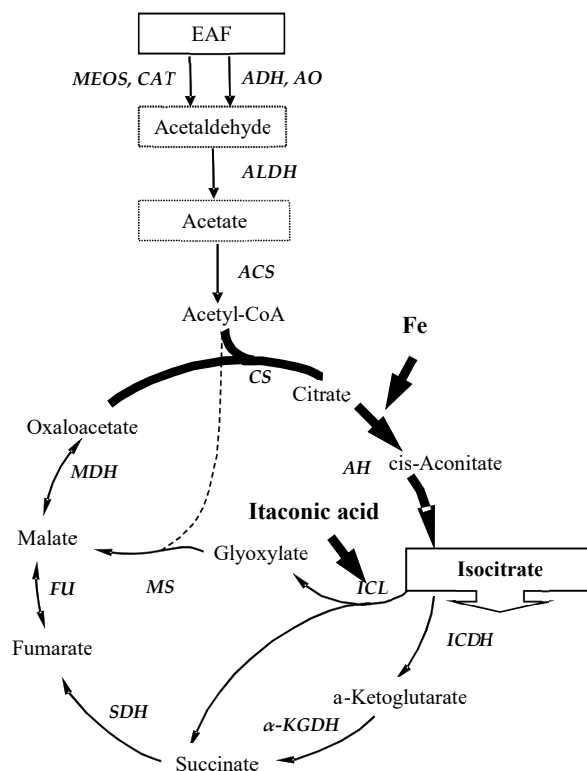 EAF
MEOS, CAT
ADH, AO
Acetaldehyde
ALDH
Acetate
ACS
Acetyl-CoA
Fe
CS
Citrate
Oxaloacetate
AH
cis-Aconitate
MDH
Itaconic acid
Malate
Glyoxylate
Isocitrate
FU
MS
ICL
ICDH
Fumarate
a-Ketoglutarate
SDH
α-KGDH
Succinate